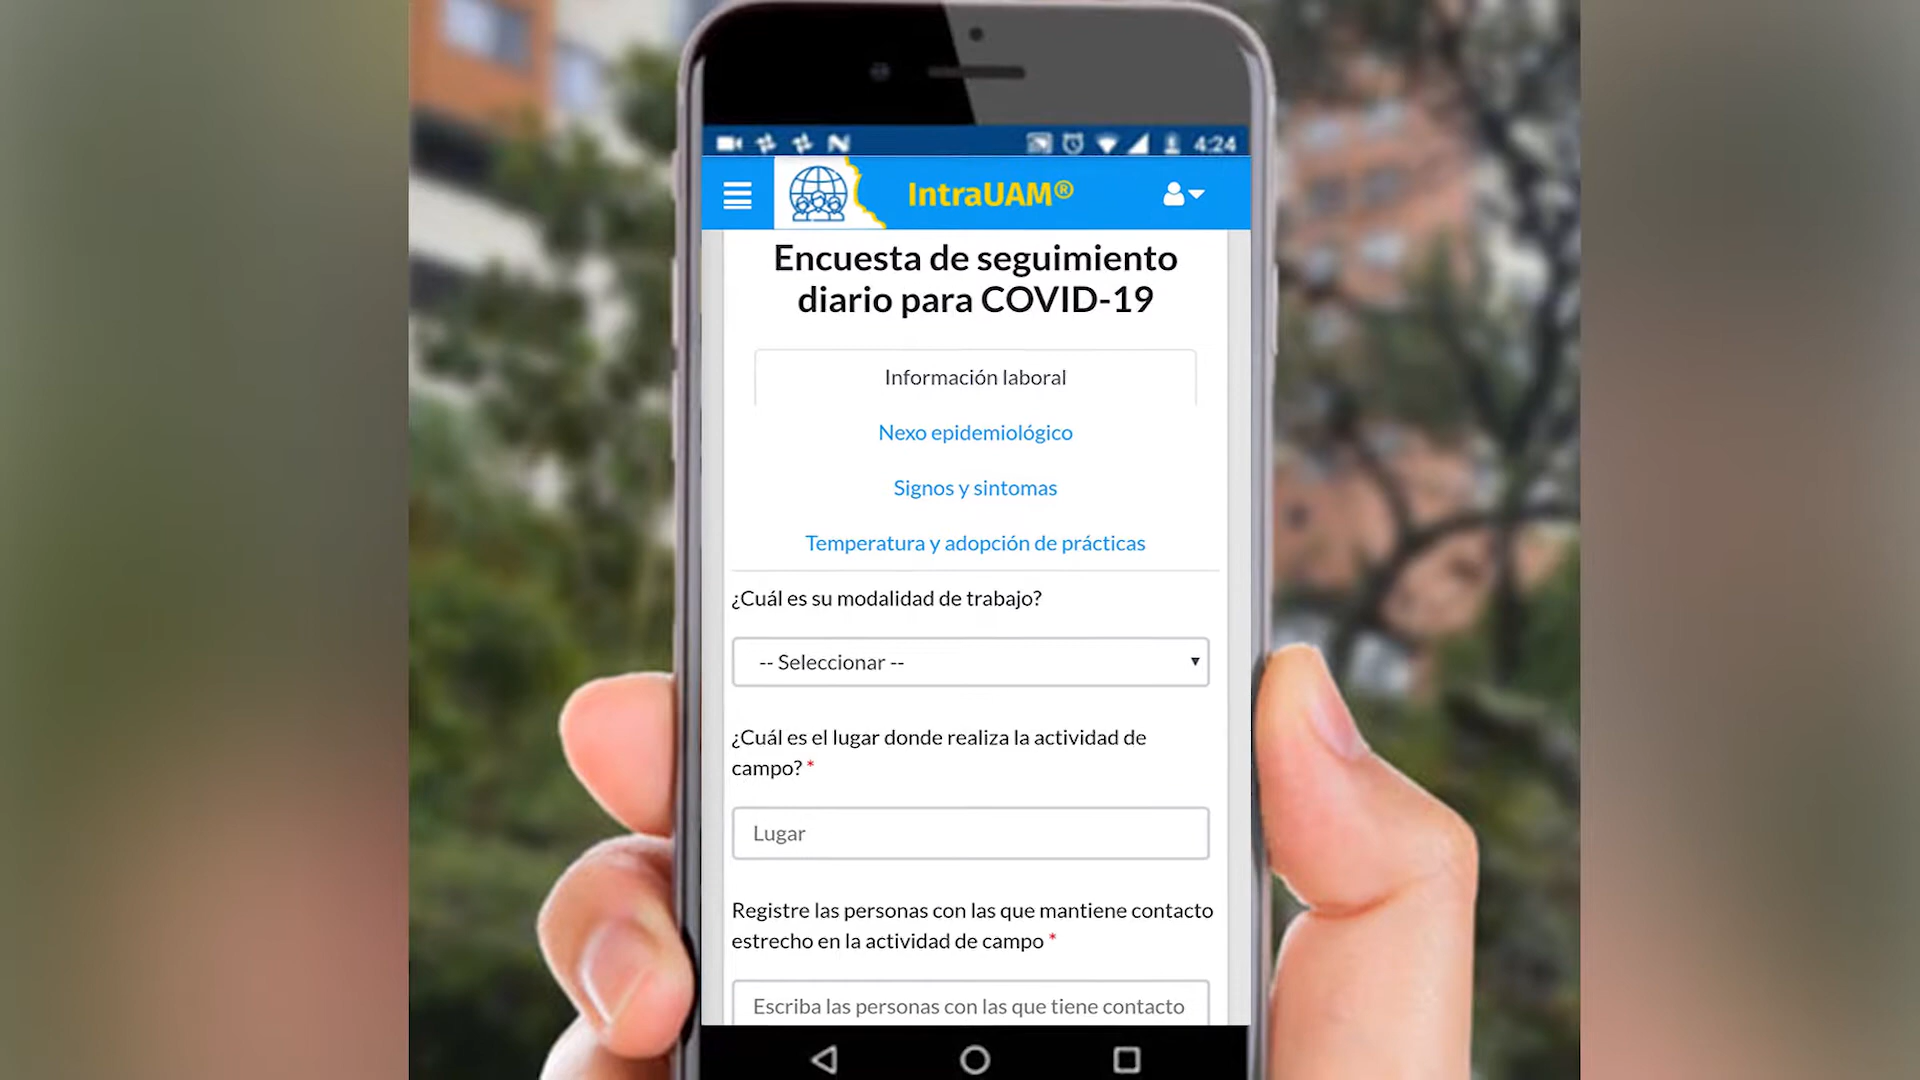 4:24
IntraUAM®
Encuesta de seguimiento
diario para COVID-19
Información laboral
Nexo epidemiológico
Signos y sintomas
Temperatura y adopción de prácticas
¿Cuál es su modalidad de trabajo?
-- Seleccionar --
¿Cuál es el lugar donde realiza la actividad de
campo? *
Lugar
Registre las personas con las que mantiene contacto
estrecho en la actividad de campo *
Escriba las personas con las que tiene contacto